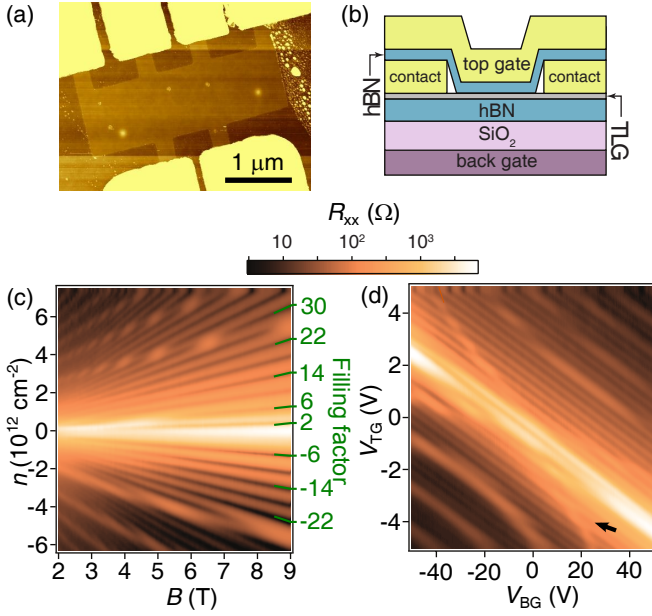 (a)
1 μm
(b)
top gate
contact
contact
hBN
hBN
TLG
SiO2
back gate
Rxx (Ω)
10
10²
10³
(c)
6
4
2
0
-2
-4
-6
n (10¹² cm⁻²)
2
3
4
5
6
7
8
9
B (T)
30
22
14
6
2
-6
-14
-22
Filling factor
(d)
4
2
0
-2
-4
VTG (V)
-40
-20
0
20
40
VBG (V)